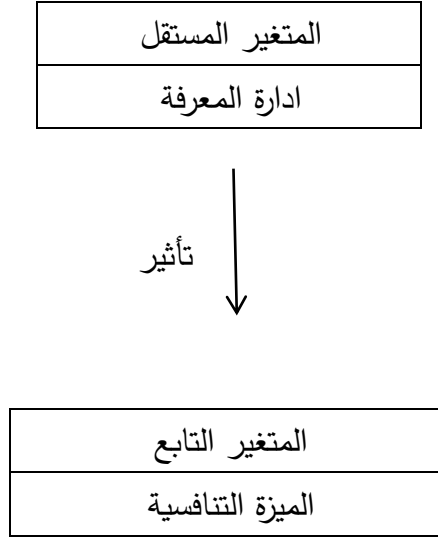 المتغير المستقل
ادارة المعرفة
تأثير
المتغير التابع
الميزة التنافسية